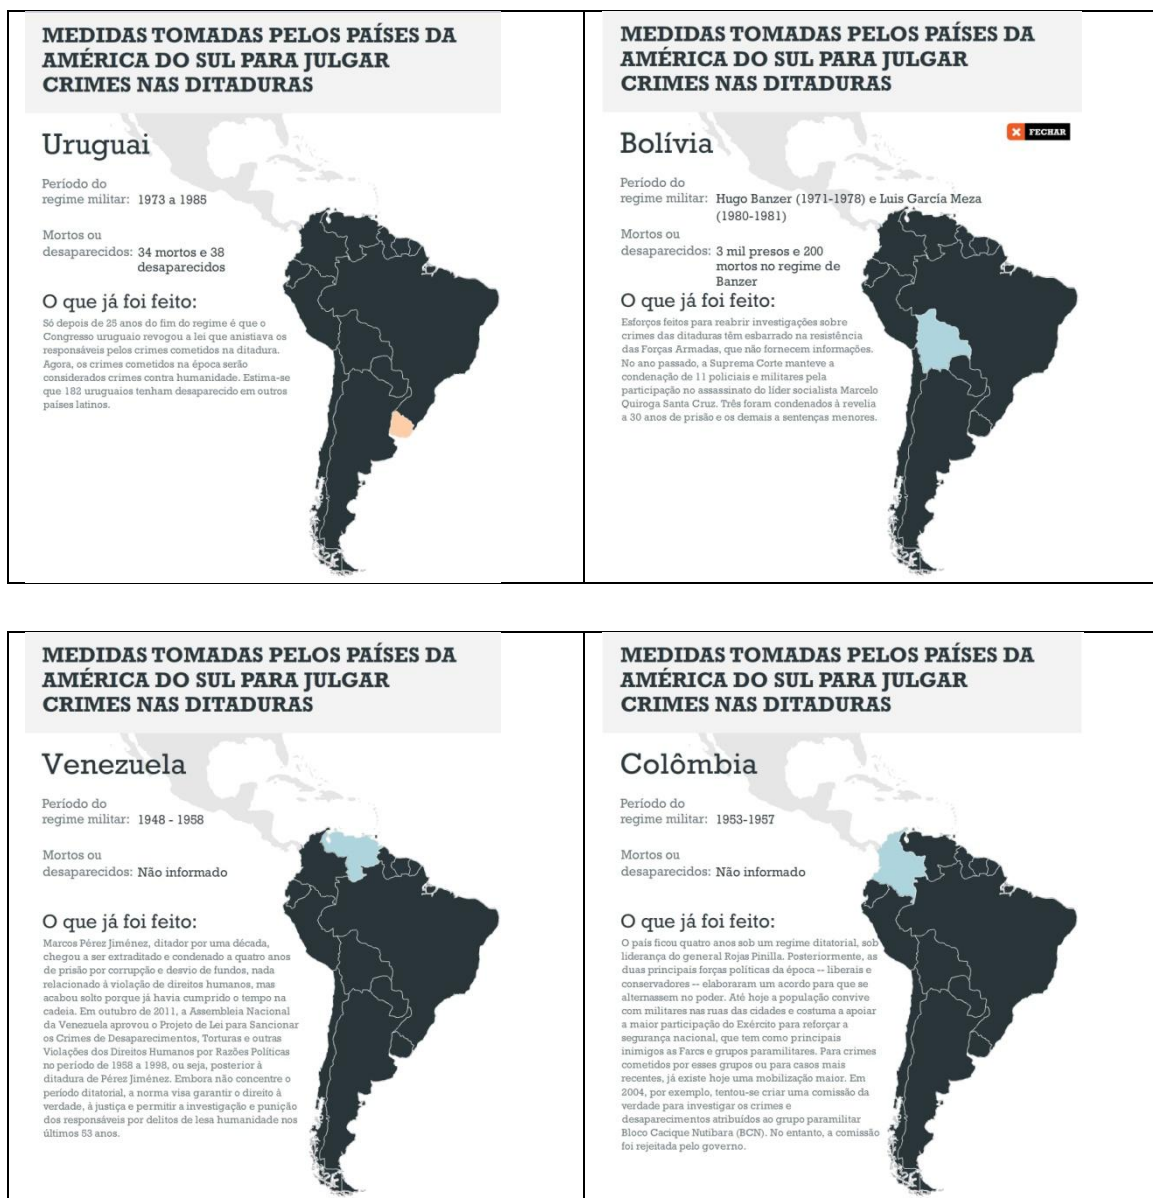 MEDIDAS TOMADAS PELOS PAÍSES DA
AMÉRICA DO SUL PARA JULGAR
CRIMES NAS DITADURAS
Uruguai
Período do
regime militar: 1973 a 1985
Mortos ou
desaparecidos: 34 mortos e 38
desaparecidos
O que já foi feito:
Só depois de 25 anos do fim do regime é que o
Congresso uruguaio revogou a lei que anistiava os
responsáveis pelos crimes cometidos na ditadura.
Agora, os crimes cometidos na época serão
considerados crimes contra humanidade. Estima-se
que 182 uruguaios tenham desaparecido em outros
países latinos.
MEDIDAS TOMADAS PELOS PAÍSES DA
AMÉRICA DO SUL PARA JULGAR
CRIMES NAS DITADURAS
FECHAR
Bolívia
Período do
regime militar: Hugo Banzer (1971-1978) e Luis García Meza
(1980-1981)
Mortos ou
desaparecidos: 3 mil presos e 200
mortos no regime de
Banzer
O que já foi feito:
Esforços feitos para reabrir investigações sobre
crimes das ditaduras têm esbarrado na resistência
das Forças Armadas, que não fornecem informações.
No ano passado, a Suprema Corte manteve a
condenação de 11 policiais e militares pela
participação no assassinato do líder socialista Marcelo
Quiroga Santa Cruz. Três foram condenados à revelia
a 30 anos de prisão e os demais a sentenças menores.
MEDIDAS TOMADAS PELOS PAÍSES DA
AMÉRICA DO SUL PARA JULGAR
CRIMES NAS DITADURAS
Venezuela
Período do
regime militar: 1948 - 1958
Mortos ou
desaparecidos: Não informado
O que já foi feito:
Marcos Pérez Jiménez, ditador por uma década,
chegou a ser extraditado e condenado a quatro anos
de prisão por corrupção e desvio de fundos, nada
relacionado à violação de direitos humanos, mas
acabou solto porque já havia cumprido o tempo na
cadeia. Em outubro de 2011, a Assembleia Nacional
da Venezuela aprovou o Projeto de Lei para Sancionar
os Crimes de Desaparecimentos, Torturas e outras
Violações dos Direitos Humanos por Razões Políticas
no período de 1958 a 1998, ou seja, posterior à
ditadura de Pérez Jiménez. Embora não concentre o
período ditatorial, a norma visa garantir o direito à
verdade, à justiça e permitir a investigação e punição
dos responsáveis por delitos de lesa humanidade nos
últimos 53 anos.
MEDIDAS TOMADAS PELOS PAÍSES DA
AMÉRICA DO SUL PARA JULGAR
CRIMES NAS DITADURAS
Colômbia
Período do
regime militar: 1953-1957
Mortos ou
desaparecidos: Não informado
O que já foi feito:
O país ficou quatro anos sob um regime ditatorial, sob
liderança do general Rojas Pinilla. Posteriormente, as
duas principais forças políticas da época -- liberais e
conservadores -- elaboraram um acordo para que se
alternassem no poder. Até hoje a população convive
com militares nas ruas das cidades e costuma a apoiar
a maior participação do Exército para reforçar a
segurança nacional, que tem como principais
inimigos as Farcs e grupos paramilitares. Para crimes
cometidos por esses grupos ou para casos mais
recentes, já existe hoje uma mobilização maior. Em
2004, por exemplo, tentou-se criar uma comissão da
verdade para investigar os crimes e
desaparecimentos atribuídos ao grupo paramilitar
Bloco Cacique Nutibara (BCN). No entanto, a comissão
foi rejeitada pelo governo.